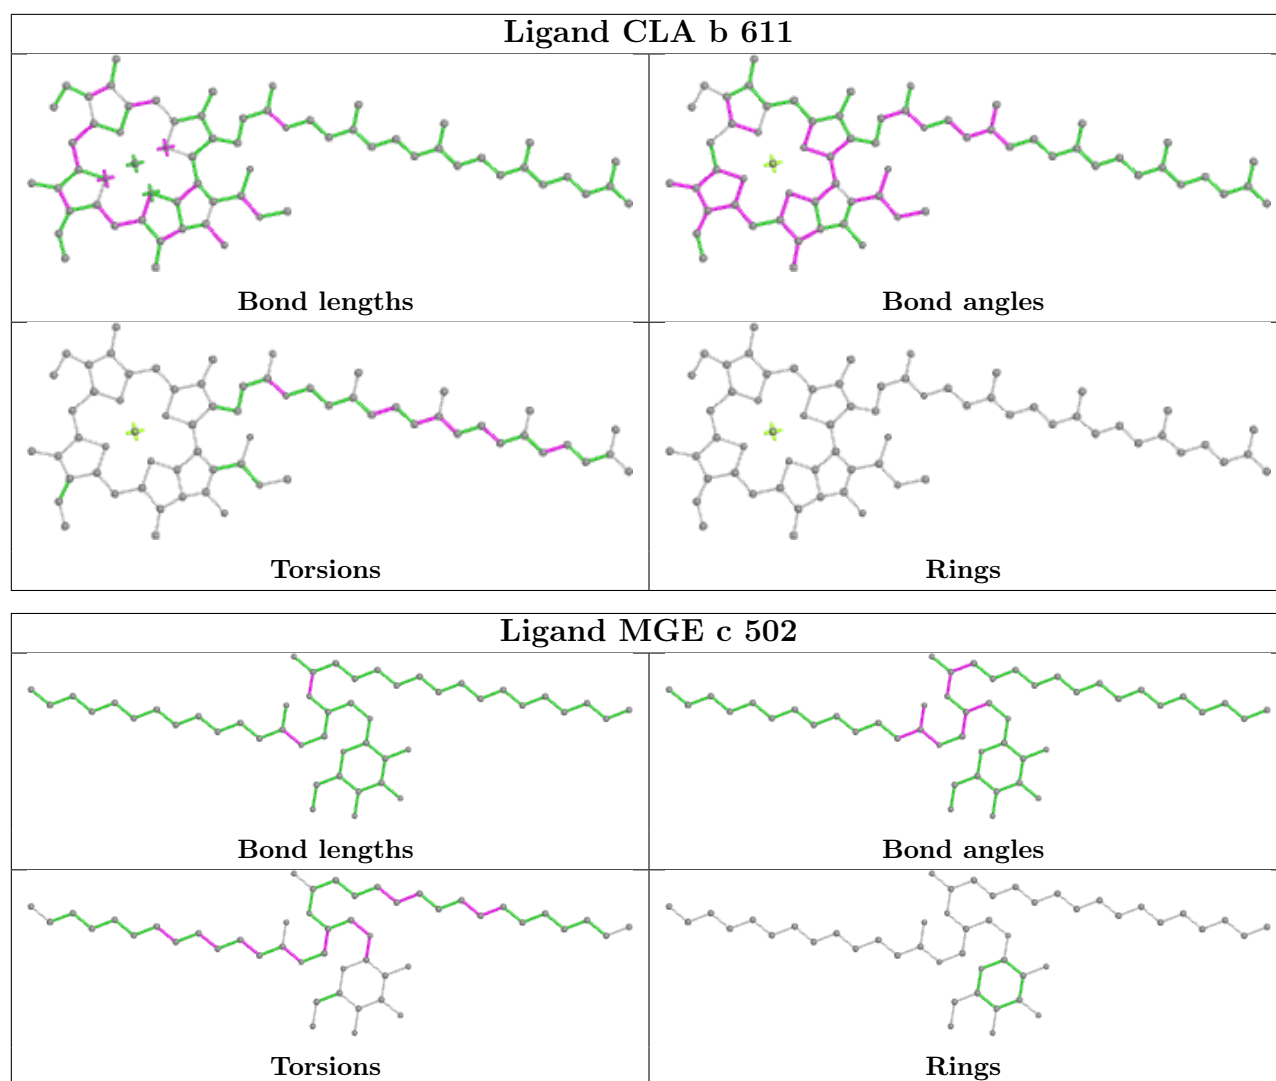 Ligand CLA b 611
Bond lengths
Bond angles
Torsions
Rings
Ligand MGE c 502
Bond lengths
Bond angles
Torsions
Rings